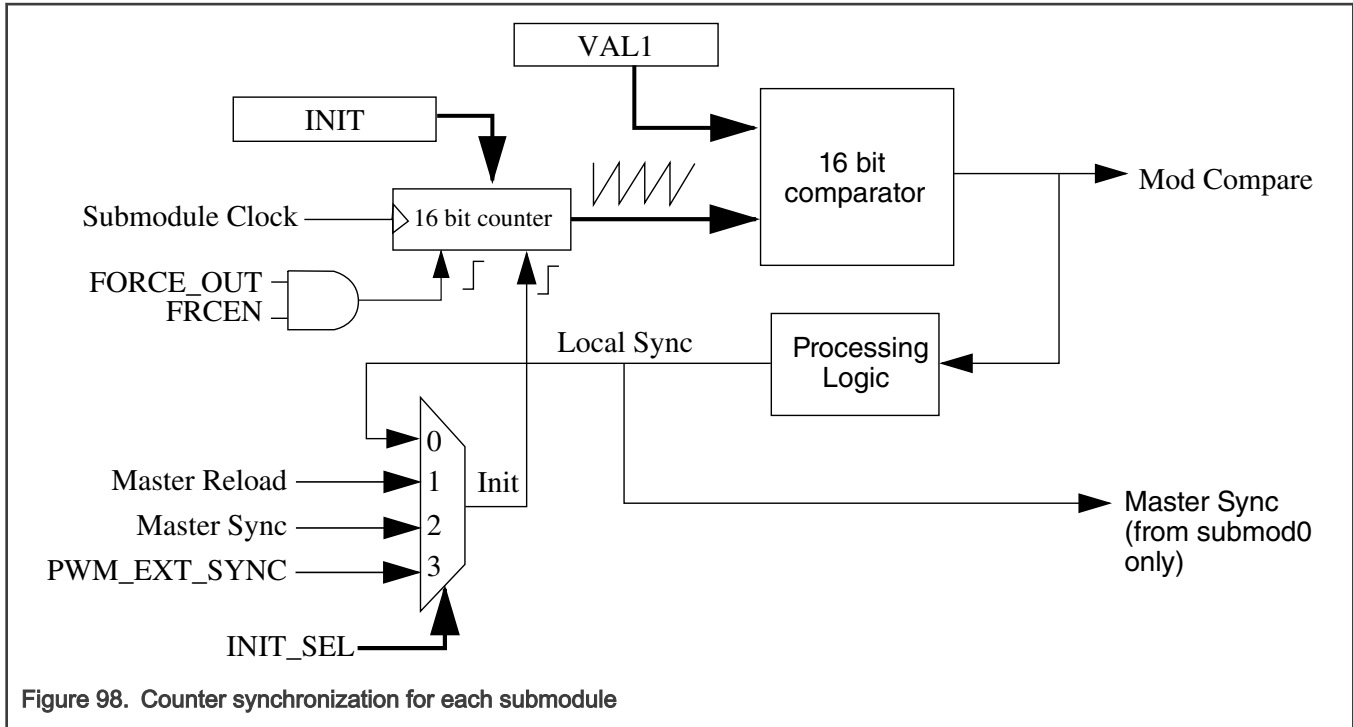 VAL1
INIT
16 bit
comparator
Mod Compare
Submodule Clock
16 bit counter
FORCE_OUT
FRCEN
Local Sync
Processing
Logic
0
Master Reload
1
Init
Master Sync
2
PWM_EXT_SYNC
3
Master Sync
(from submod0
only)
INIT_SEL
Figure 98. Counter synchronization for each submodule